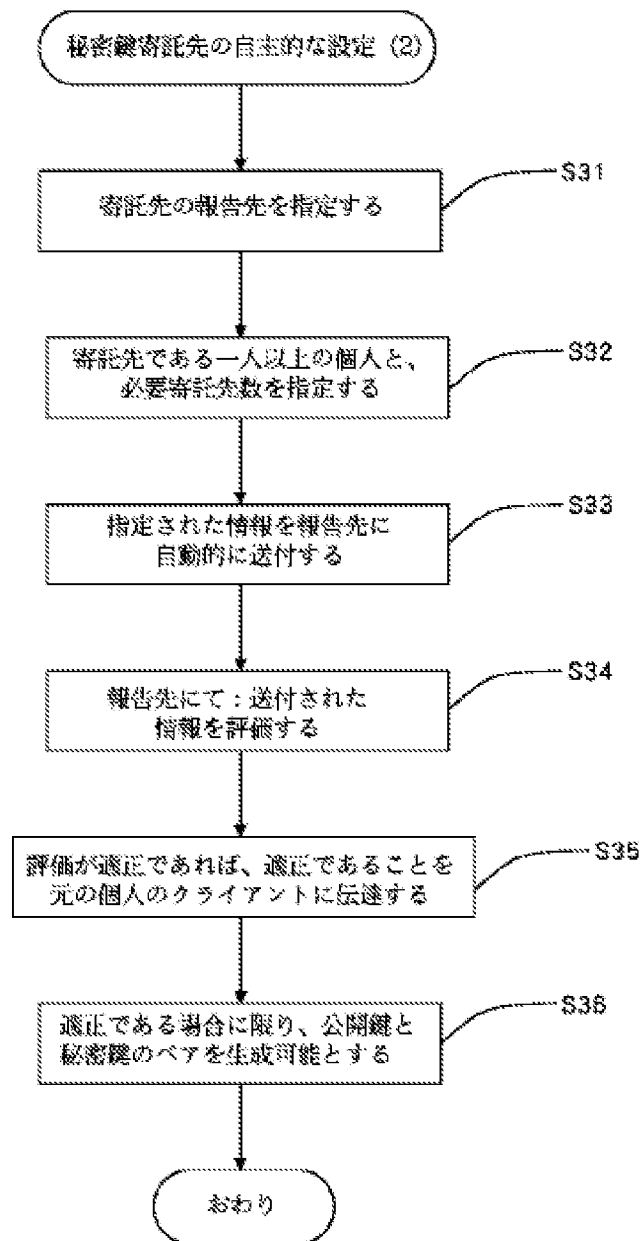 秘密鍵寄託先の自主的な設定 (2)
S31
寄託先の報告先を指定する
S32
寄託先である一人以上の個人と、
必要寄託先数を指定する
S33
指定された情報を報告先に
自動的に送付する
S34
報告先にて：送付された
情報を評価する
S35
評価が適正であれば、適正であることを
元の個人のクライアントに伝達する
S36
適正である場合に限り、公開鍵と
秘密鍵のペアを生成可能とする
おわり